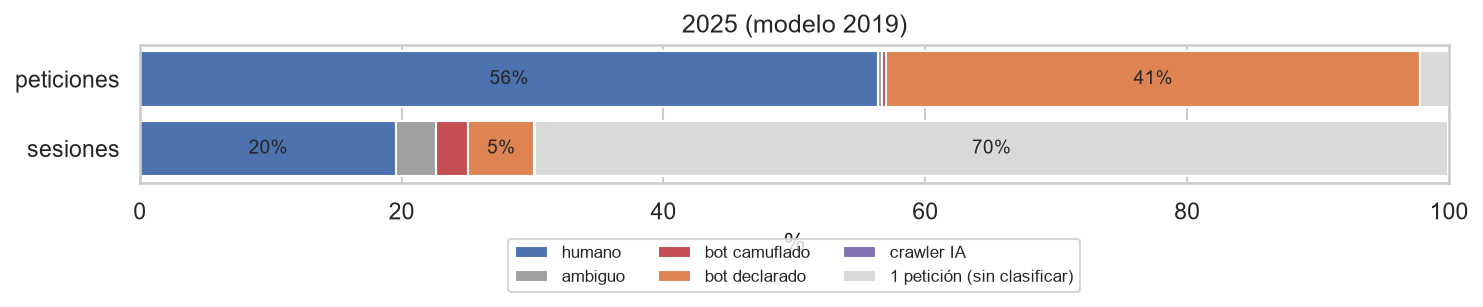 2025 (modelo 2019)
peticiones
56%
41%
sesiones
20%
5%
70%
0 20 40 60 80 100
%
humano bot camuflado crawler IA
ambiguo bot declarado 1 petición (sin clasificar)